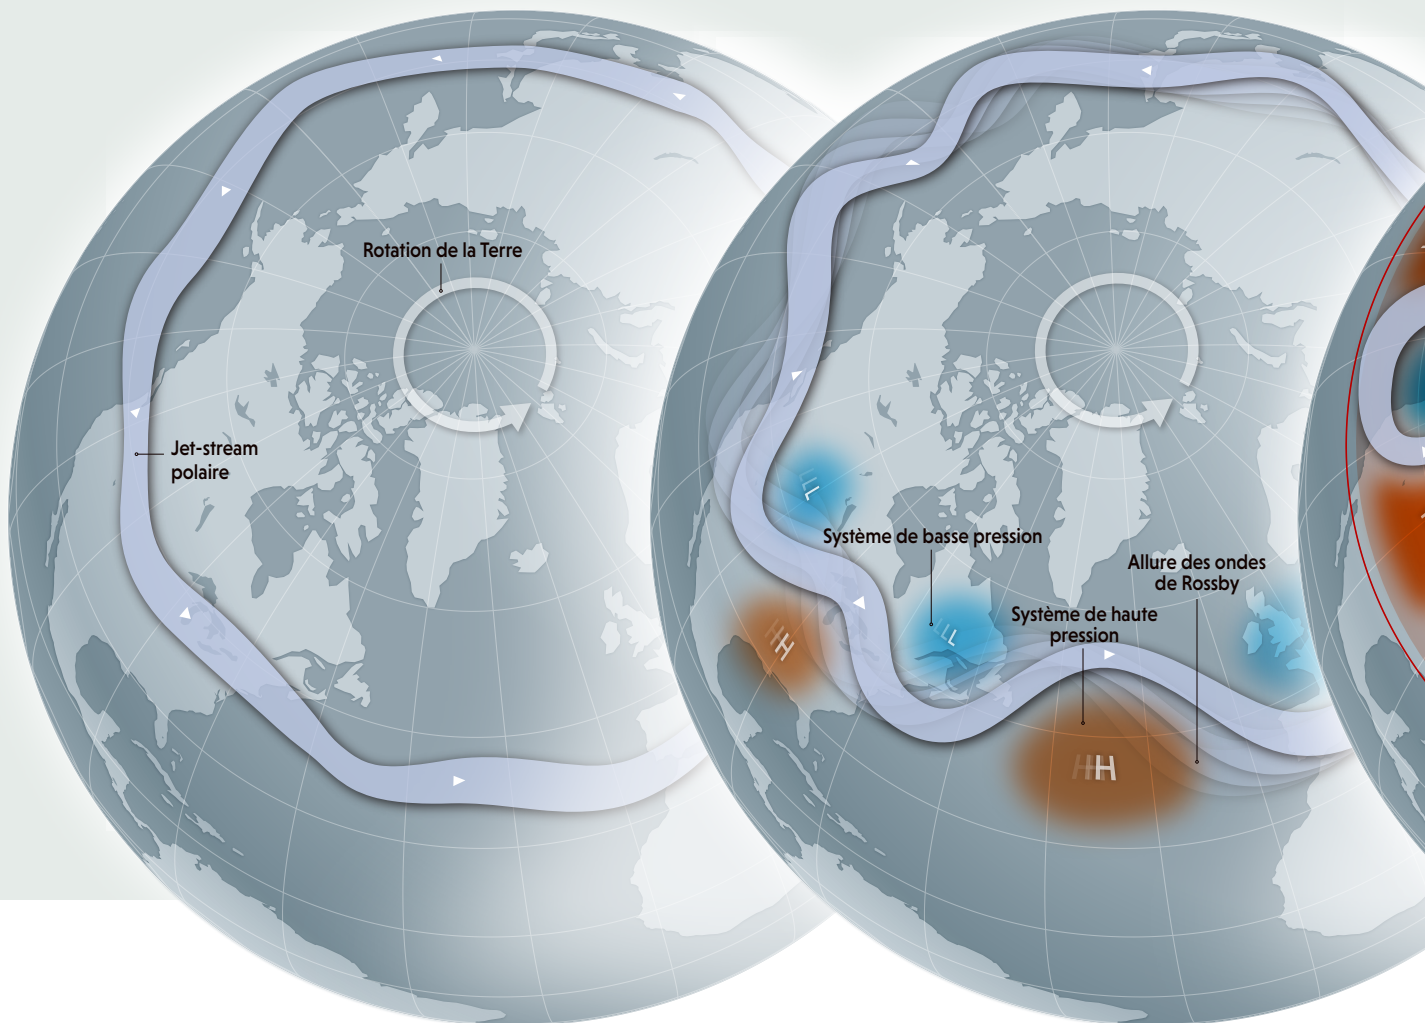 Rotation de la Terre
Jet-stream
polaire
L
Système de basse pression
L
H
Système de haute
pression
H
Allure des ondes
de Rossby